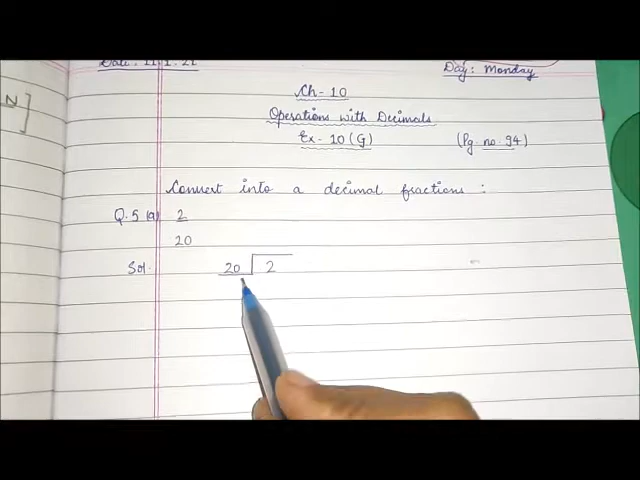 Date: 11.1.21 Day: Monday
N]
Ch - 10
Operations with Decimals
Ex - 10 (G) (Pg. no. 94)
Convert into a decimal fractions :
Q.5 (a) 2
20
Sol. 20 2